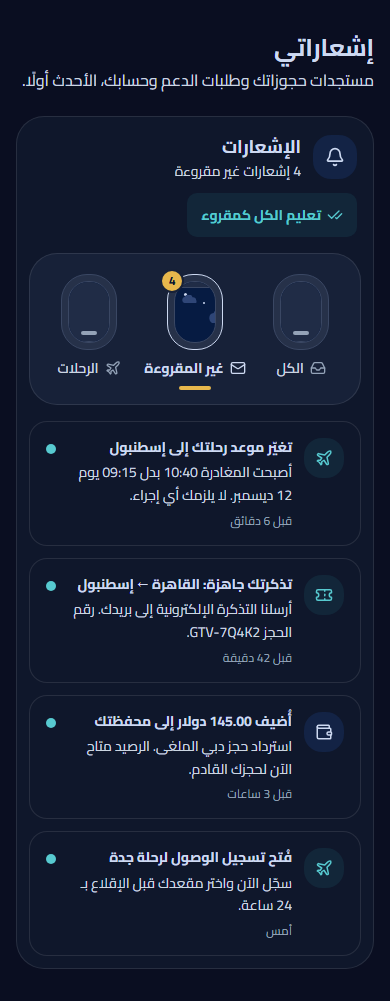 إشعاراتي
مستجدات حجوزاتك وطلبات الدعم وحسابك، الأحدث أولًا.
الإشعارات
4 إشعارات غير مقروءة
تعليم الكل كمقروء
4
الكل
غير المقروءة
الرحلات
تغيّر موعد رحلتك إلى إسطنبول
أصبحت المغادرة 10:40 بدل 09:15 يوم
12 ديسمبر. لا يلزمك أي إجراء.
قبل 6 دقائق
تذكرتك جاهزة: القاهرة ← إسطنبول
أرسلنا التذكرة الإلكترونية إلى بريدك. رقم
الحجز GTV-7Q4K2.
قبل 42 دقيقة
أُضيف 145.00 دولار إلى محفظتك
استرداد حجز دبي الملغى. الرصيد متاح
الآن لحجزك القادم.
قبل 3 ساعات
فُتح تسجيل الوصول لرحلة جدة
سجّل الآن واختر مقعدك قبل الإقلاع بـ
24 ساعة.
أمس